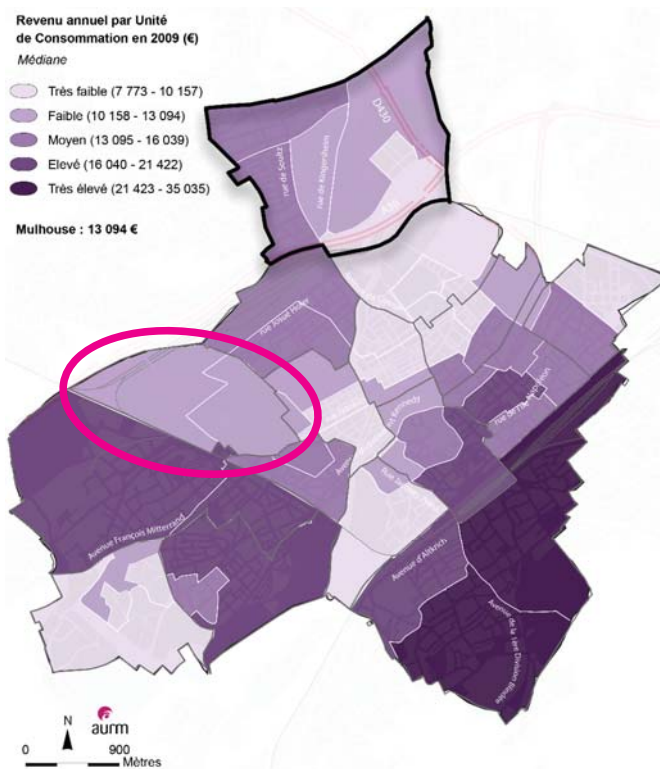 Revenu annuel par Unité
de Consommation en 2009 (€)
Médiane
Très faible (7 773 - 10 157)
Faible (10 158 - 13 094)
Moyen (13 095 - 16 039)
Elevé (16 040 - 21 422)
Très élevé (21 423 - 35 035)
Mulhouse : 13 094 €
D430
rue de Soultz
rue de Kingersheim
A36
rue Josué Hofer
Kennedy
rue de l'Ile Napoléon
Avenue François Mitterrand
Avenue d'Altkirch
Avenue de la 1ère Division Blindée
N
aurm
0 900
Mètres